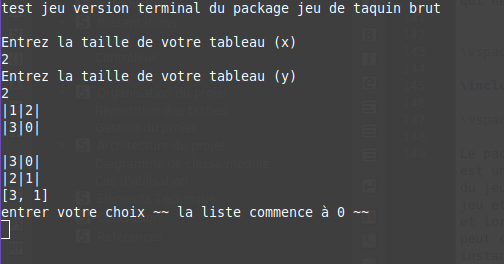 test jeu version terminal du package jeu de taquin brut
Entrez la taille de votre tableau (x)
2
Entrez la taille de votre tableau (y)
2
|1|2|
|3|0|
|3|0|
|2|1|
[3, 1]
entrer votre choix ~~ la liste commence à 0 ~~